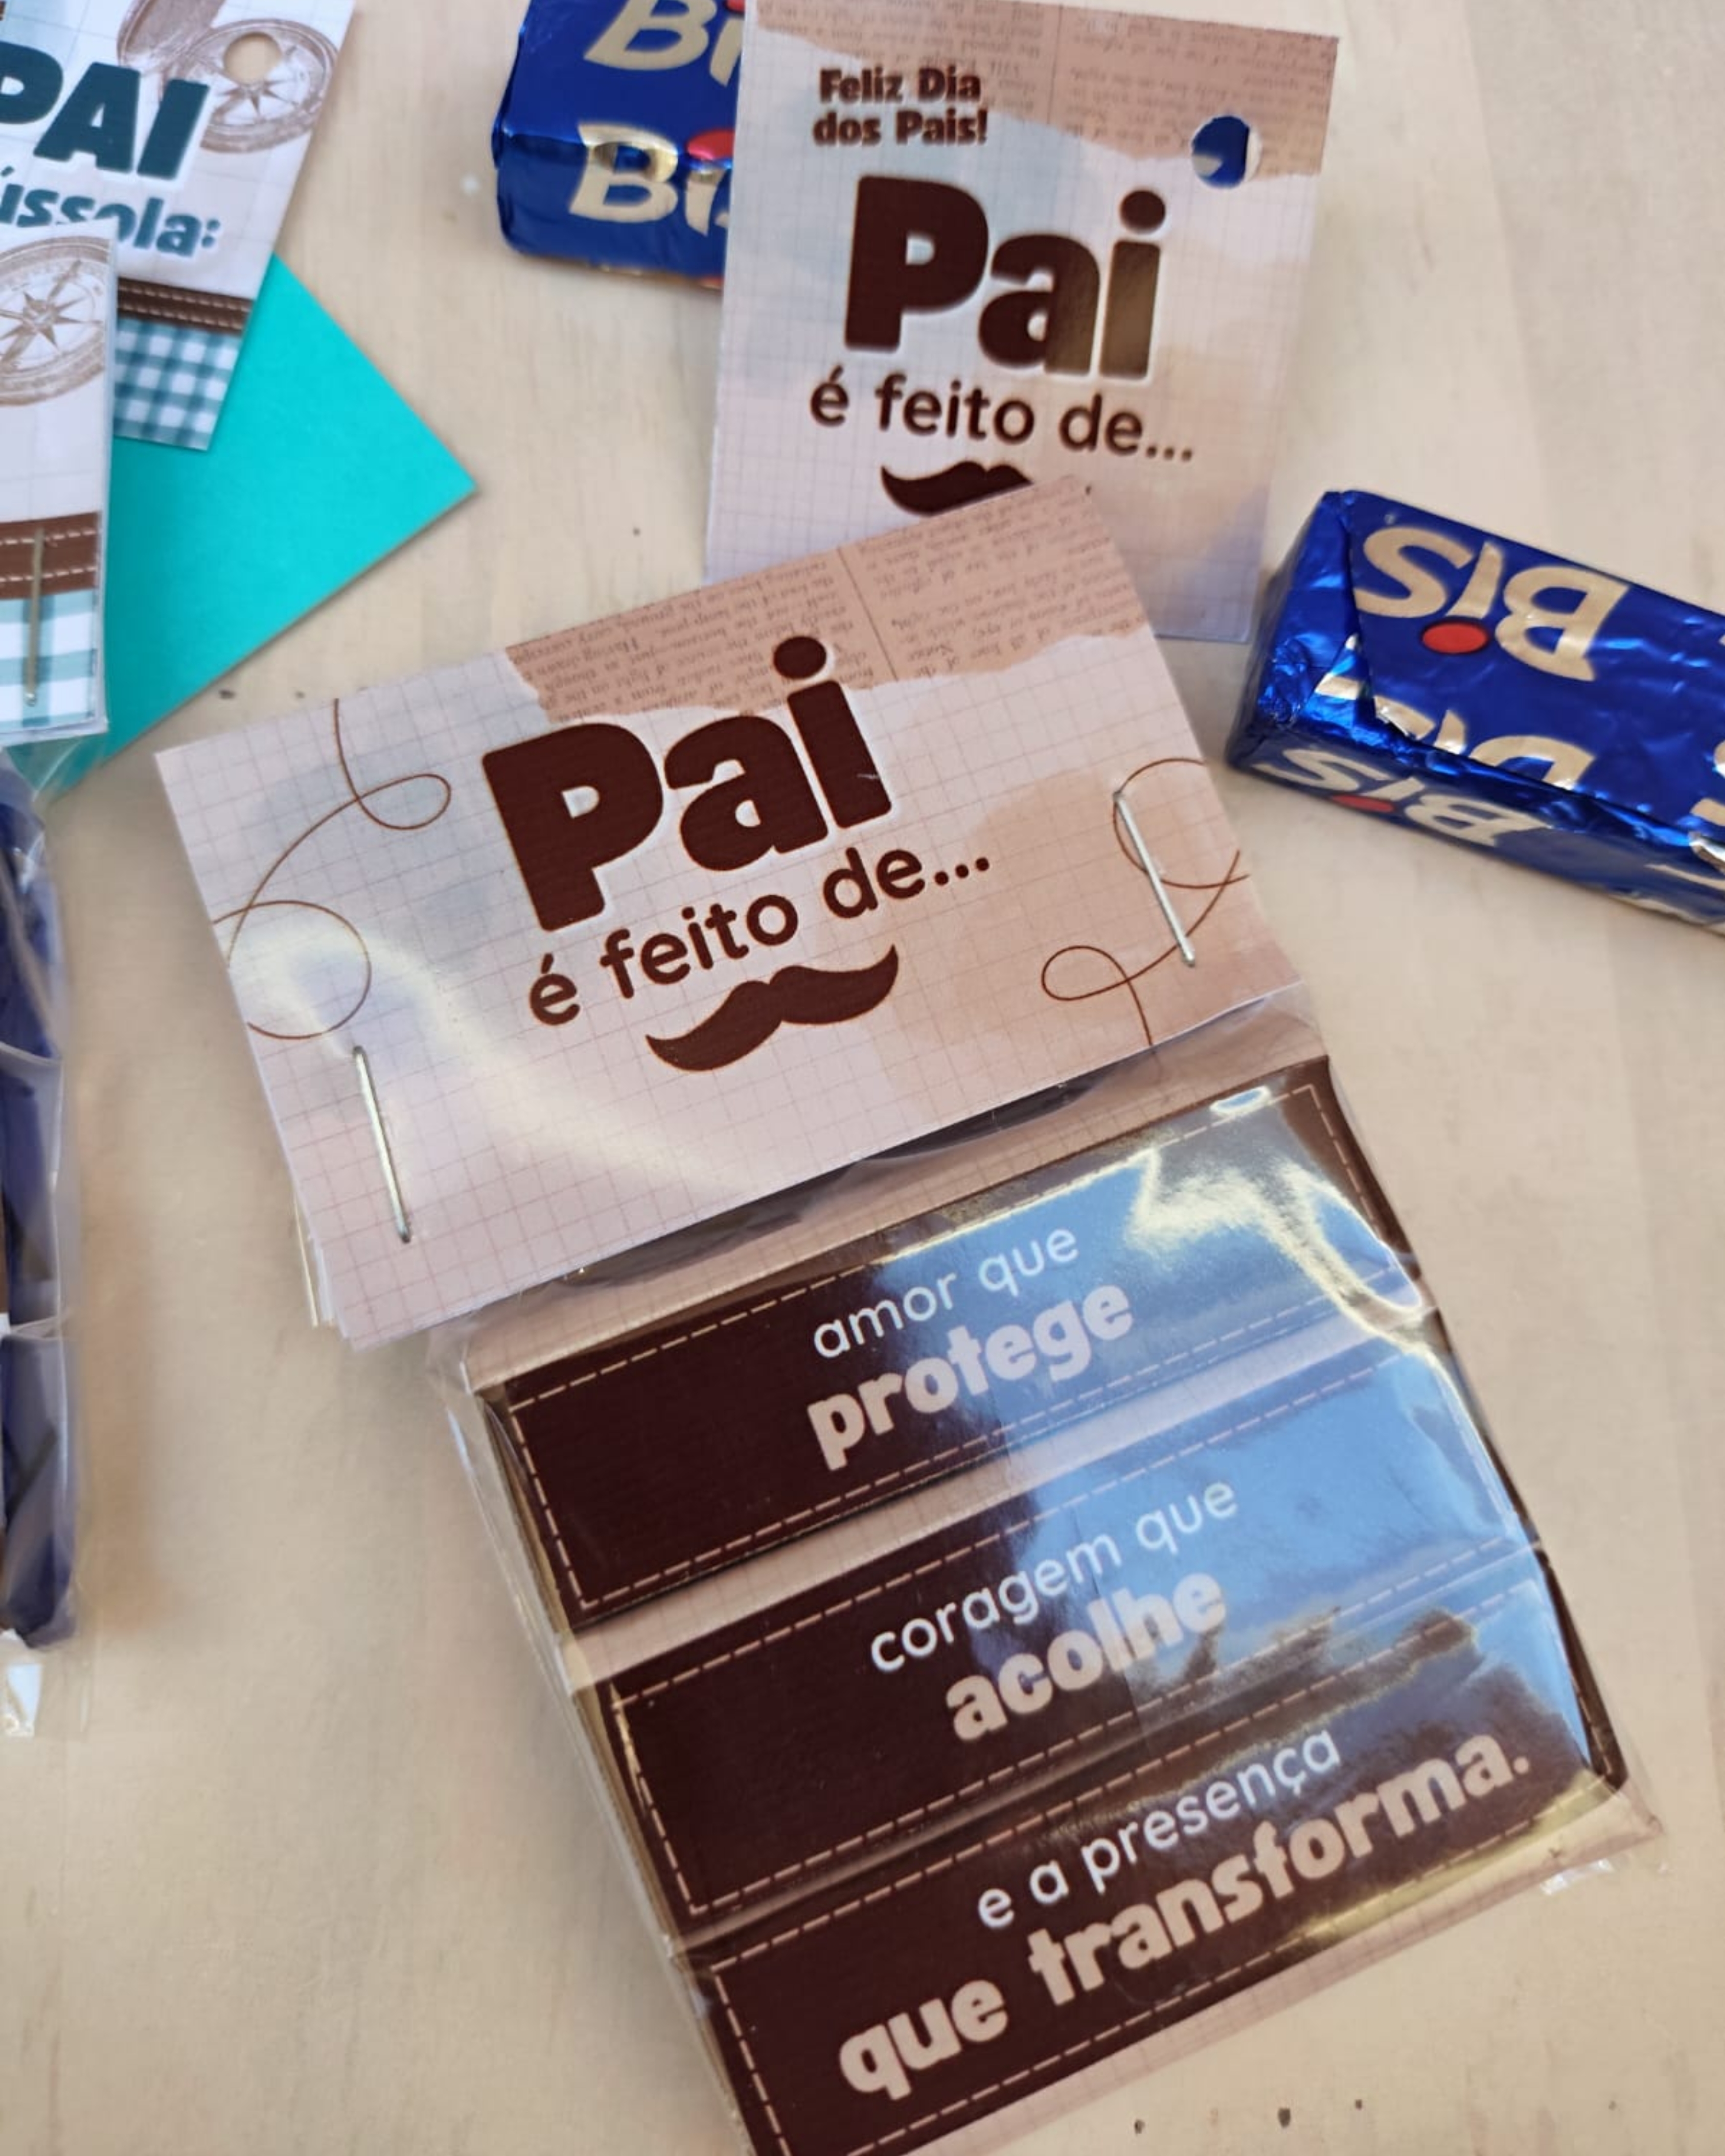 PAI
ússola:
Bis
Bis
Feliz Dia
dos Pais!
Pai
é feito de...
BIS
BIS
Pai
é feito de...
amor que
protege
coragem que
acolhe
e a presença
que transforma.